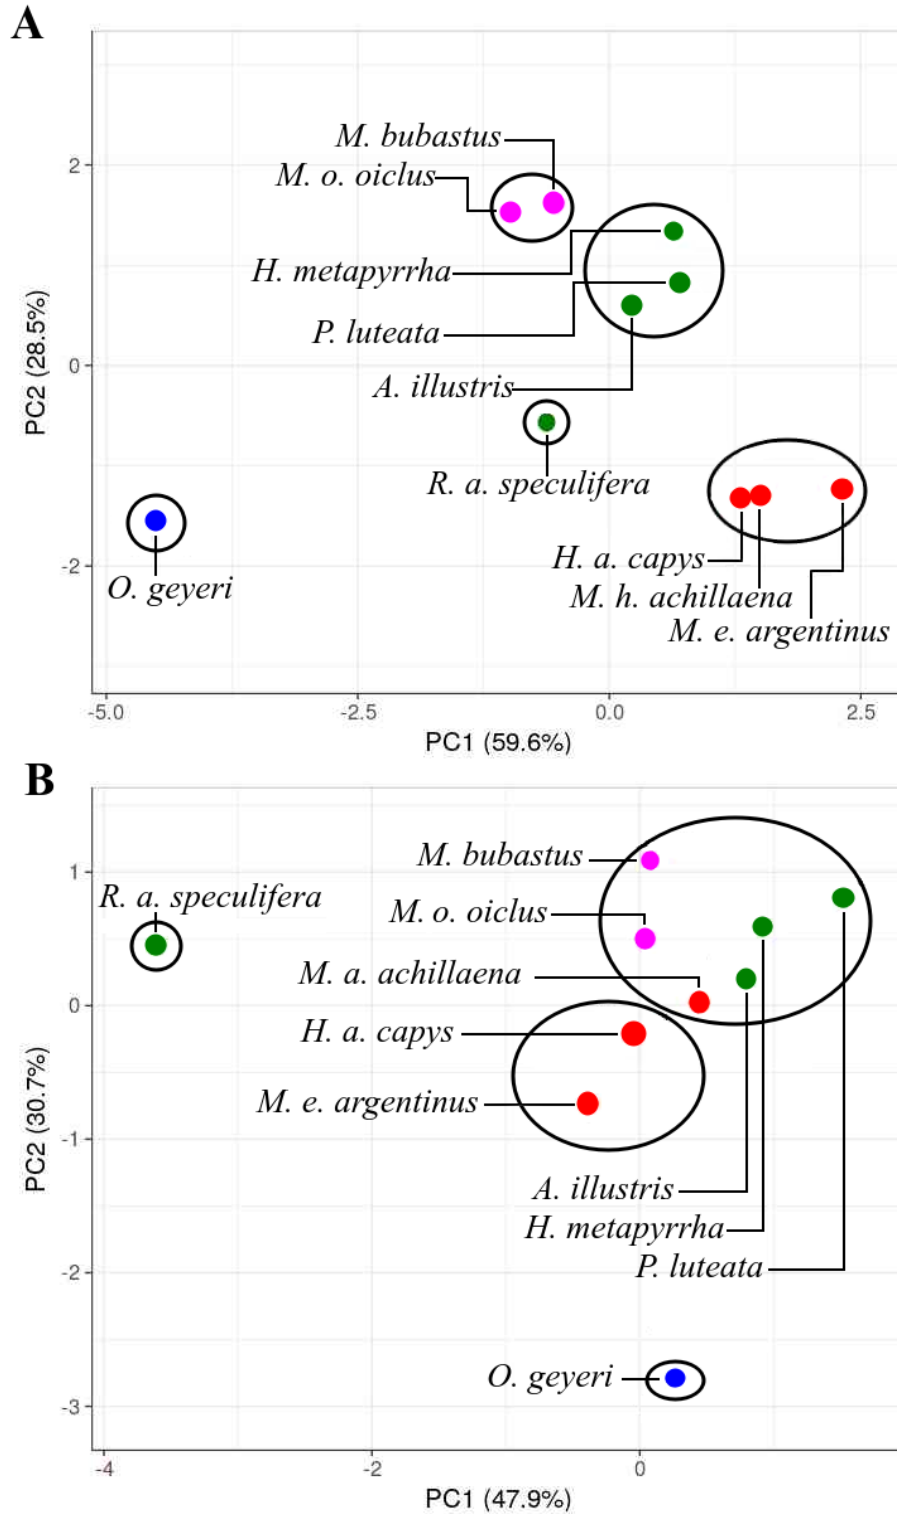 A
M. bubastus
M. o. oiclus
H. metapyrrha
P. luteata
A. illustris
R. a. speculifera
O. geyeri
H. a. capys
M. h. achillaena
M. e. argentinus
2
0
-2
PC2 (28.5%)
-5.0 -2.5 0.0 2.5
PC1 (59.6%)
B
M. bubastus
R. a. speculifera
M. o. oiclus
M. a. achillaena
H. a. capys
M. e. argentinus
A. illustris
H. metapyrrha
P. luteata
O. geyeri
1
0
-1
-2
-3
PC2 (30.7%)
-4 -2 0
PC1 (47.9%)